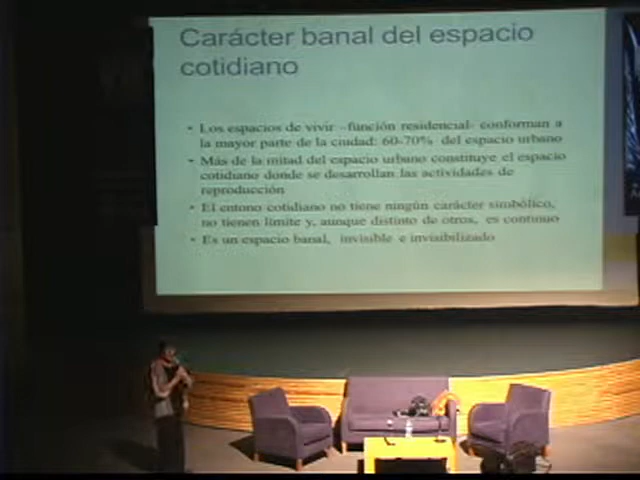 Carácter banal del espacio
cotidiano
• Los espacios de vivir –función residencial- conforman a
la mayor parte de la ciudad: 60-70% del espacio urbano
• Más de la mitad del espacio urbano constituye el espacio
cotidiano donde se desarrollan las actividades de
reproducción
• El entono cotidiano no tiene ningún carácter simbólico,
no tienen límite y, aunque distinto de otros, es continuo
• Es un espacio banal, invisible e invisibilizado